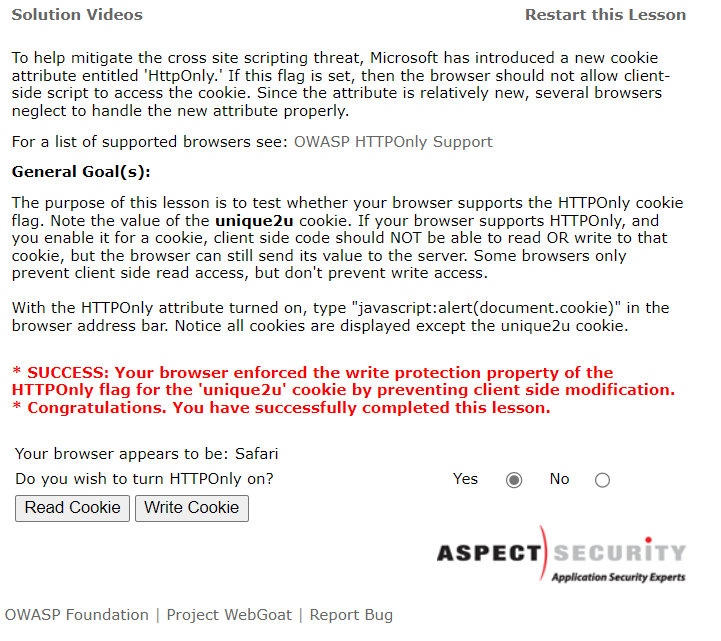 Solution Videos Restart this Lesson
To help mitigate the cross site scripting threat, Microsoft has introduced a new cookie
attribute entitled 'HttpOnly.' If this flag is set, then the browser should not allow client-
side script to access the cookie. Since the attribute is relatively new, several browsers
neglect to handle the new attribute properly.
For a list of supported browsers see: OWASP HTTPOnly Support
General Goal(s):
The purpose of this lesson is to test whether your browser supports the HTTPOnly cookie
flag. Note the value of the unique2u cookie. If your browser supports HTTPOnly, and
you enable it for a cookie, client side code should NOT be able to read OR write to that
cookie, but the browser can still send its value to the server. Some browsers only
prevent client side read access, but don't prevent write access.
With the HTTPOnly attribute turned on, type "javascript:alert(document.cookie)" in the
browser address bar. Notice all cookies are displayed except the unique2u cookie.
* SUCCESS: Your browser enforced the write protection property of the
HTTPOnly flag for the 'unique2u' cookie by preventing client side modification.
* Congratulations. You have successfully completed this lesson.
Your browser appears to be: Safari
Do you wish to turn HTTPOnly on? Yes No
Read Cookie Write Cookie
ASPECT SECURITY
Application Security Experts
OWASP Foundation | Project WebGoat | Report Bug